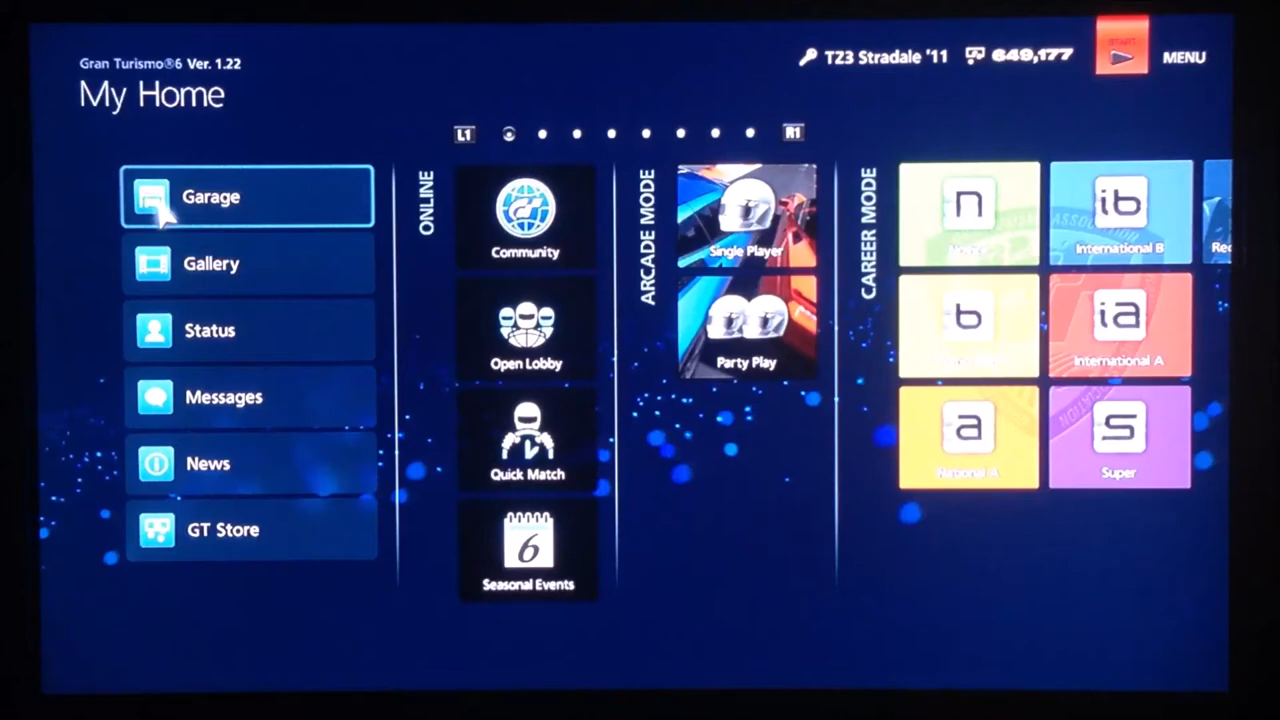 Gran Turismo®6 Ver. 1.22
My Home
TZ3 Stradale '11
649,177
START
MENU
L1
R1
Garage
Gallery
Status
Messages
News
GT Store
ONLINE
Community
Open Lobby
Quick Match
6
Seasonal Events
ARCADE MODE
Single Player
Party Play
CAREER MODE
n
b
a
National A
ib
International B
ia
International A
S
Super